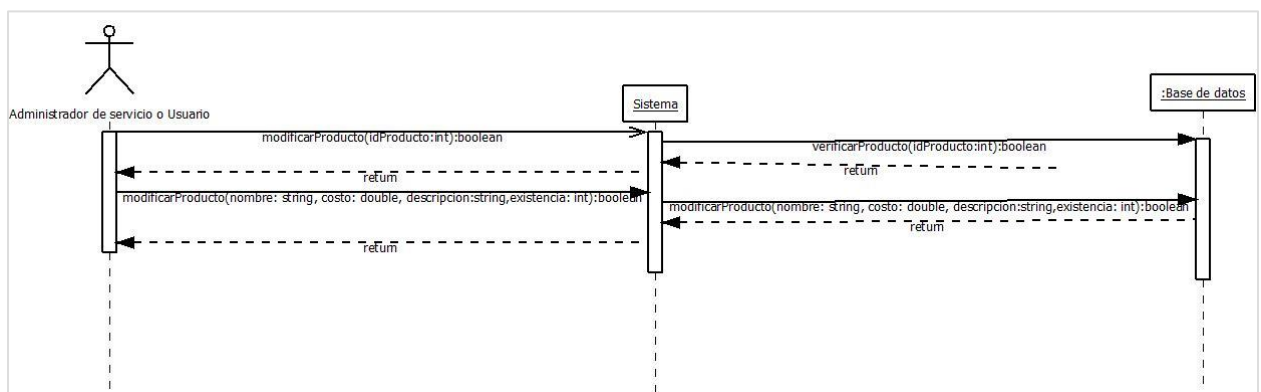 Administrador de servicio o Usuario
Sistema
:Base de datos
modificarProducto(idProducto:int):boolean
verificarProducto(idProducto:int):boolean
return
return
modificarProducto(nombre: string, costo: double, descripcion:string,existencia: int):boolean
modificarProducto(nombre: string, costo: double, descripcion:string,existencia: int):boolean
return
return